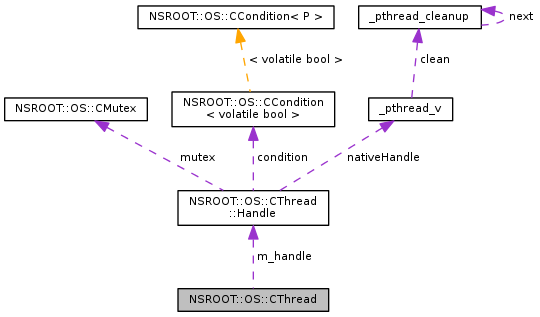 NSROOT::OS::CCondition< P >
_pthread_cleanup
next
< volatile bool >
clean
NSROOT::OS::CMutex
NSROOT::OS::CCondition
< volatile bool >
_pthread_v
mutex
condition
nativeHandle
NSROOT::OS::CThread
::Handle
m_handle
NSROOT::OS::CThread